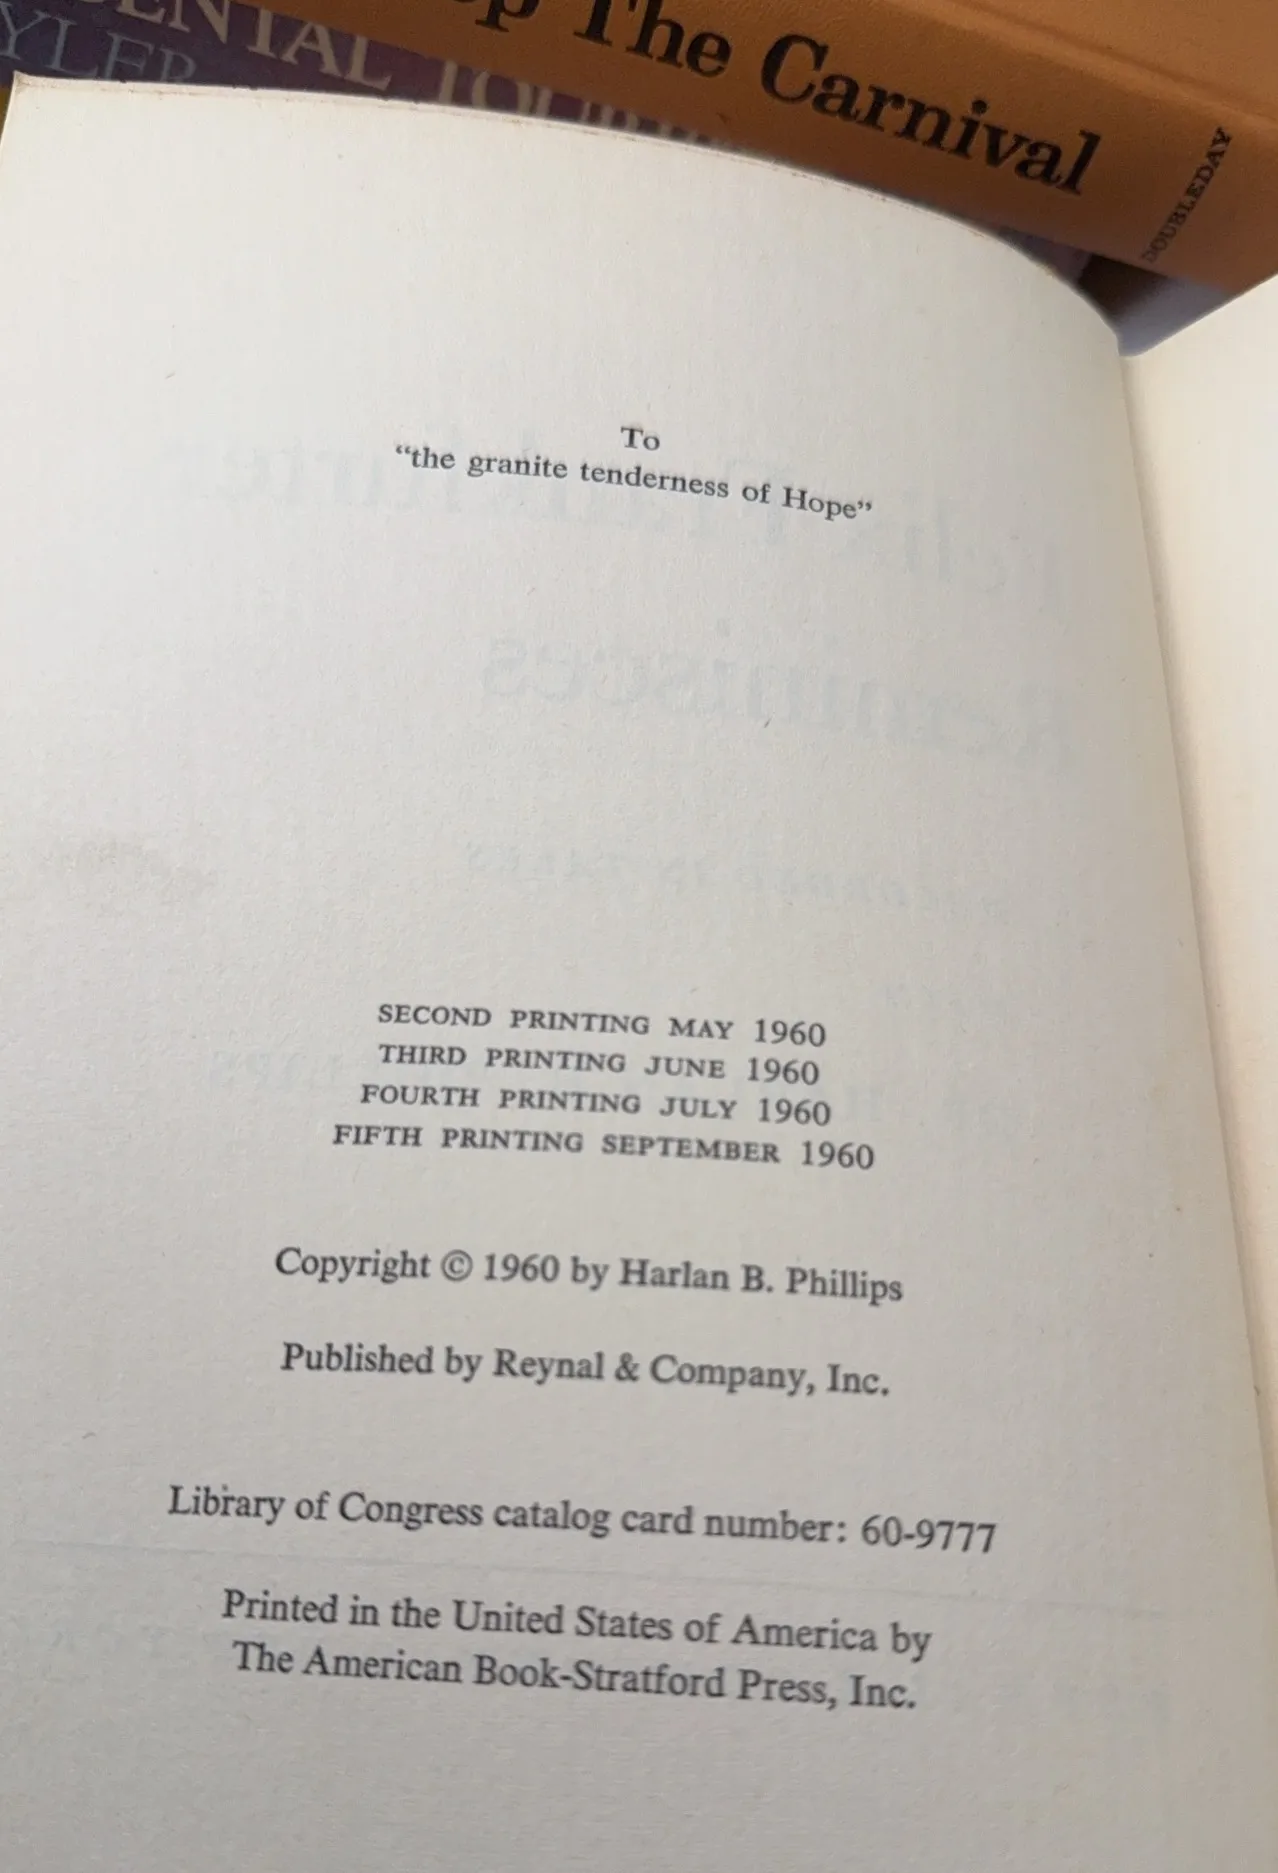 The Carnival
DOUBLEDAY
To
“the granite tenderness of Hope”
SECOND PRINTING MAY 1960
THIRD PRINTING JUNE 1960
FOURTH PRINTING JULY 1960
FIFTH PRINTING SEPTEMBER 1960
Copyright © 1960 by Harlan B. Phillips
Published by Reynal & Company, Inc.
Library of Congress catalog card number: 60-9777
Printed in the United States of America by
The American Book-Stratford Press, Inc.